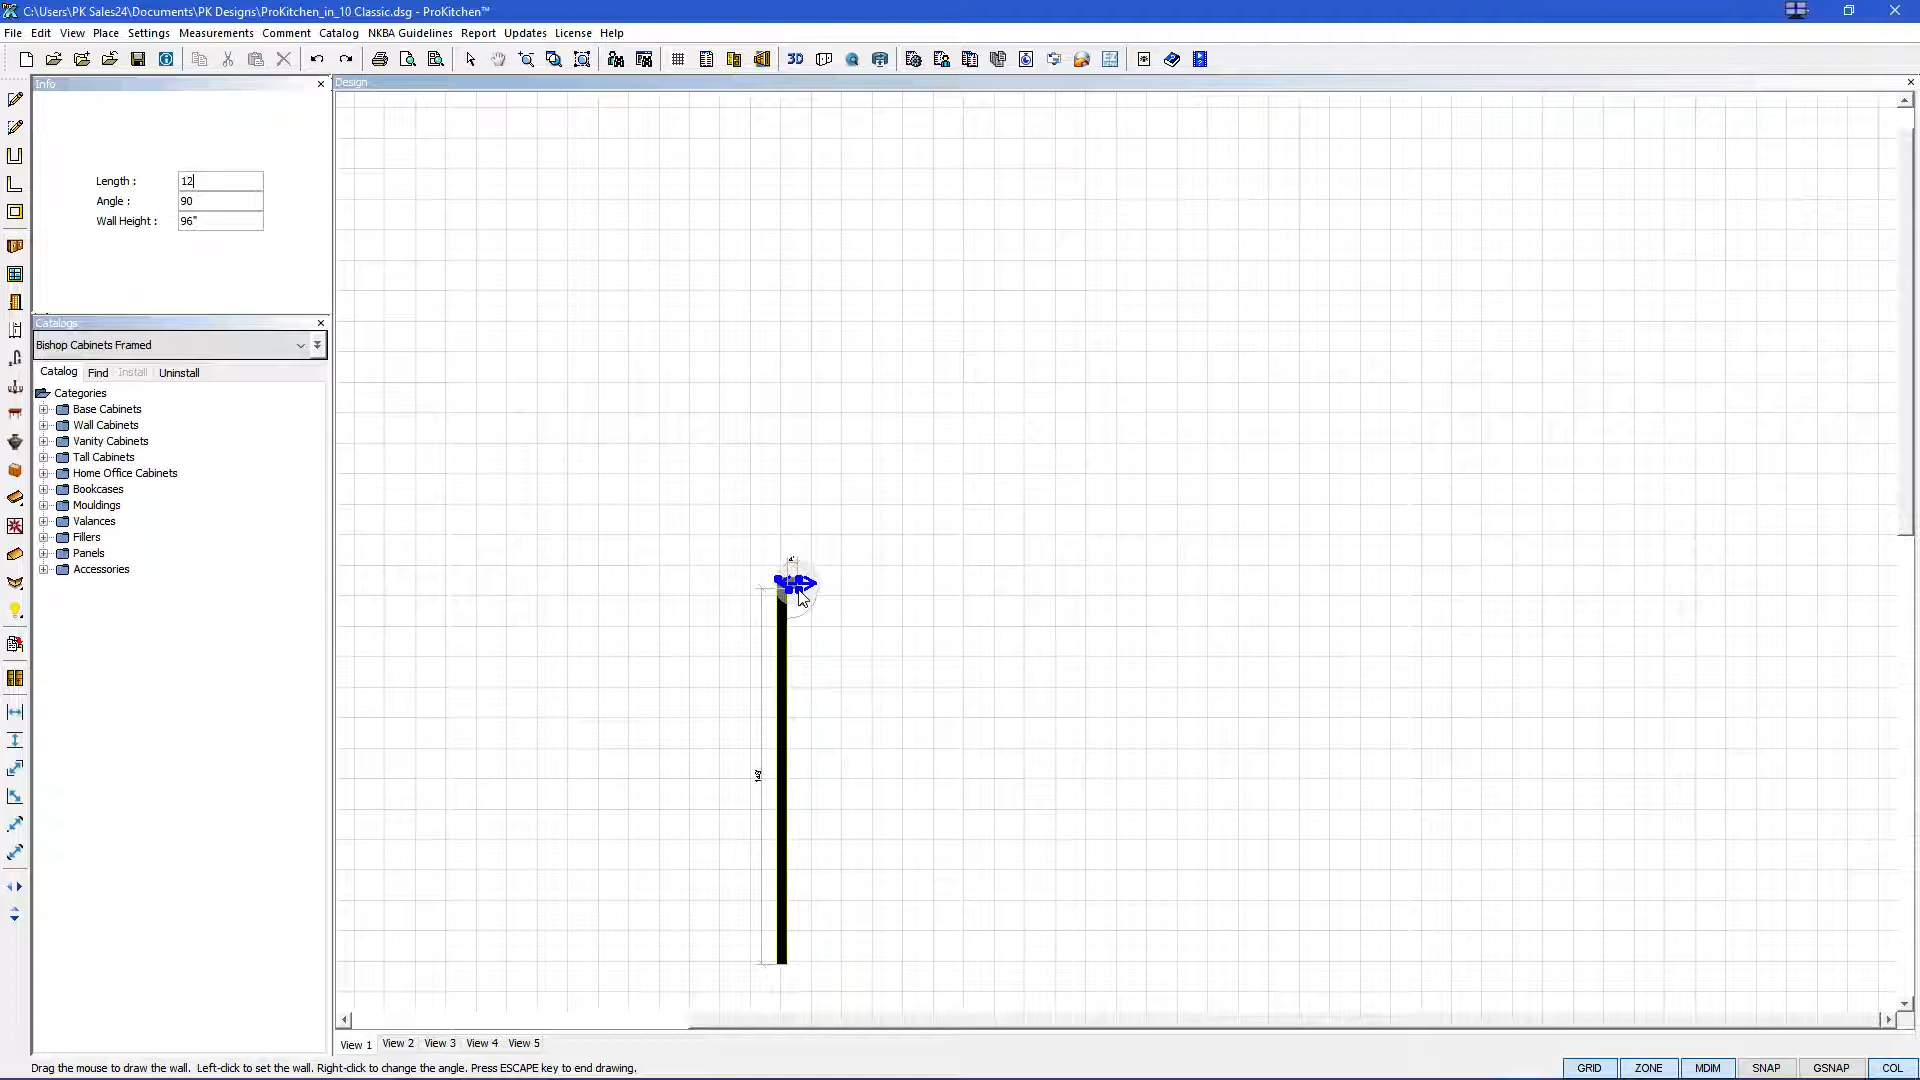 C:\Users\PK Sales24\Documents\PK Designs\ProKitchen_in_10 Classic.dsg - ProKitchen™
File Edit View Place Settings Measurements Comment Catalog NKBA Guidelines Report Updates License Help
3D
Info
Length : 12
Angle : 90
Wall Height : 96"
Catalogs
Bishop Cabinets Framed
Catalog Find Install Uninstall
Categories
Base Cabinets
Wall Cabinets
Vanity Cabinets
Tall Cabinets
Home Office Cabinets
Bookcases
Mouldings
Valances
Fillers
Panels
Accessories
Design
View 1 View 2 View 3 View 4 View 5
Drag the mouse to draw the wall. Left-click to set the wall. Right-click to change the angle. Press ESCAPE key to end drawing.
GRID ZONE MDIM SNAP GSNAP COL